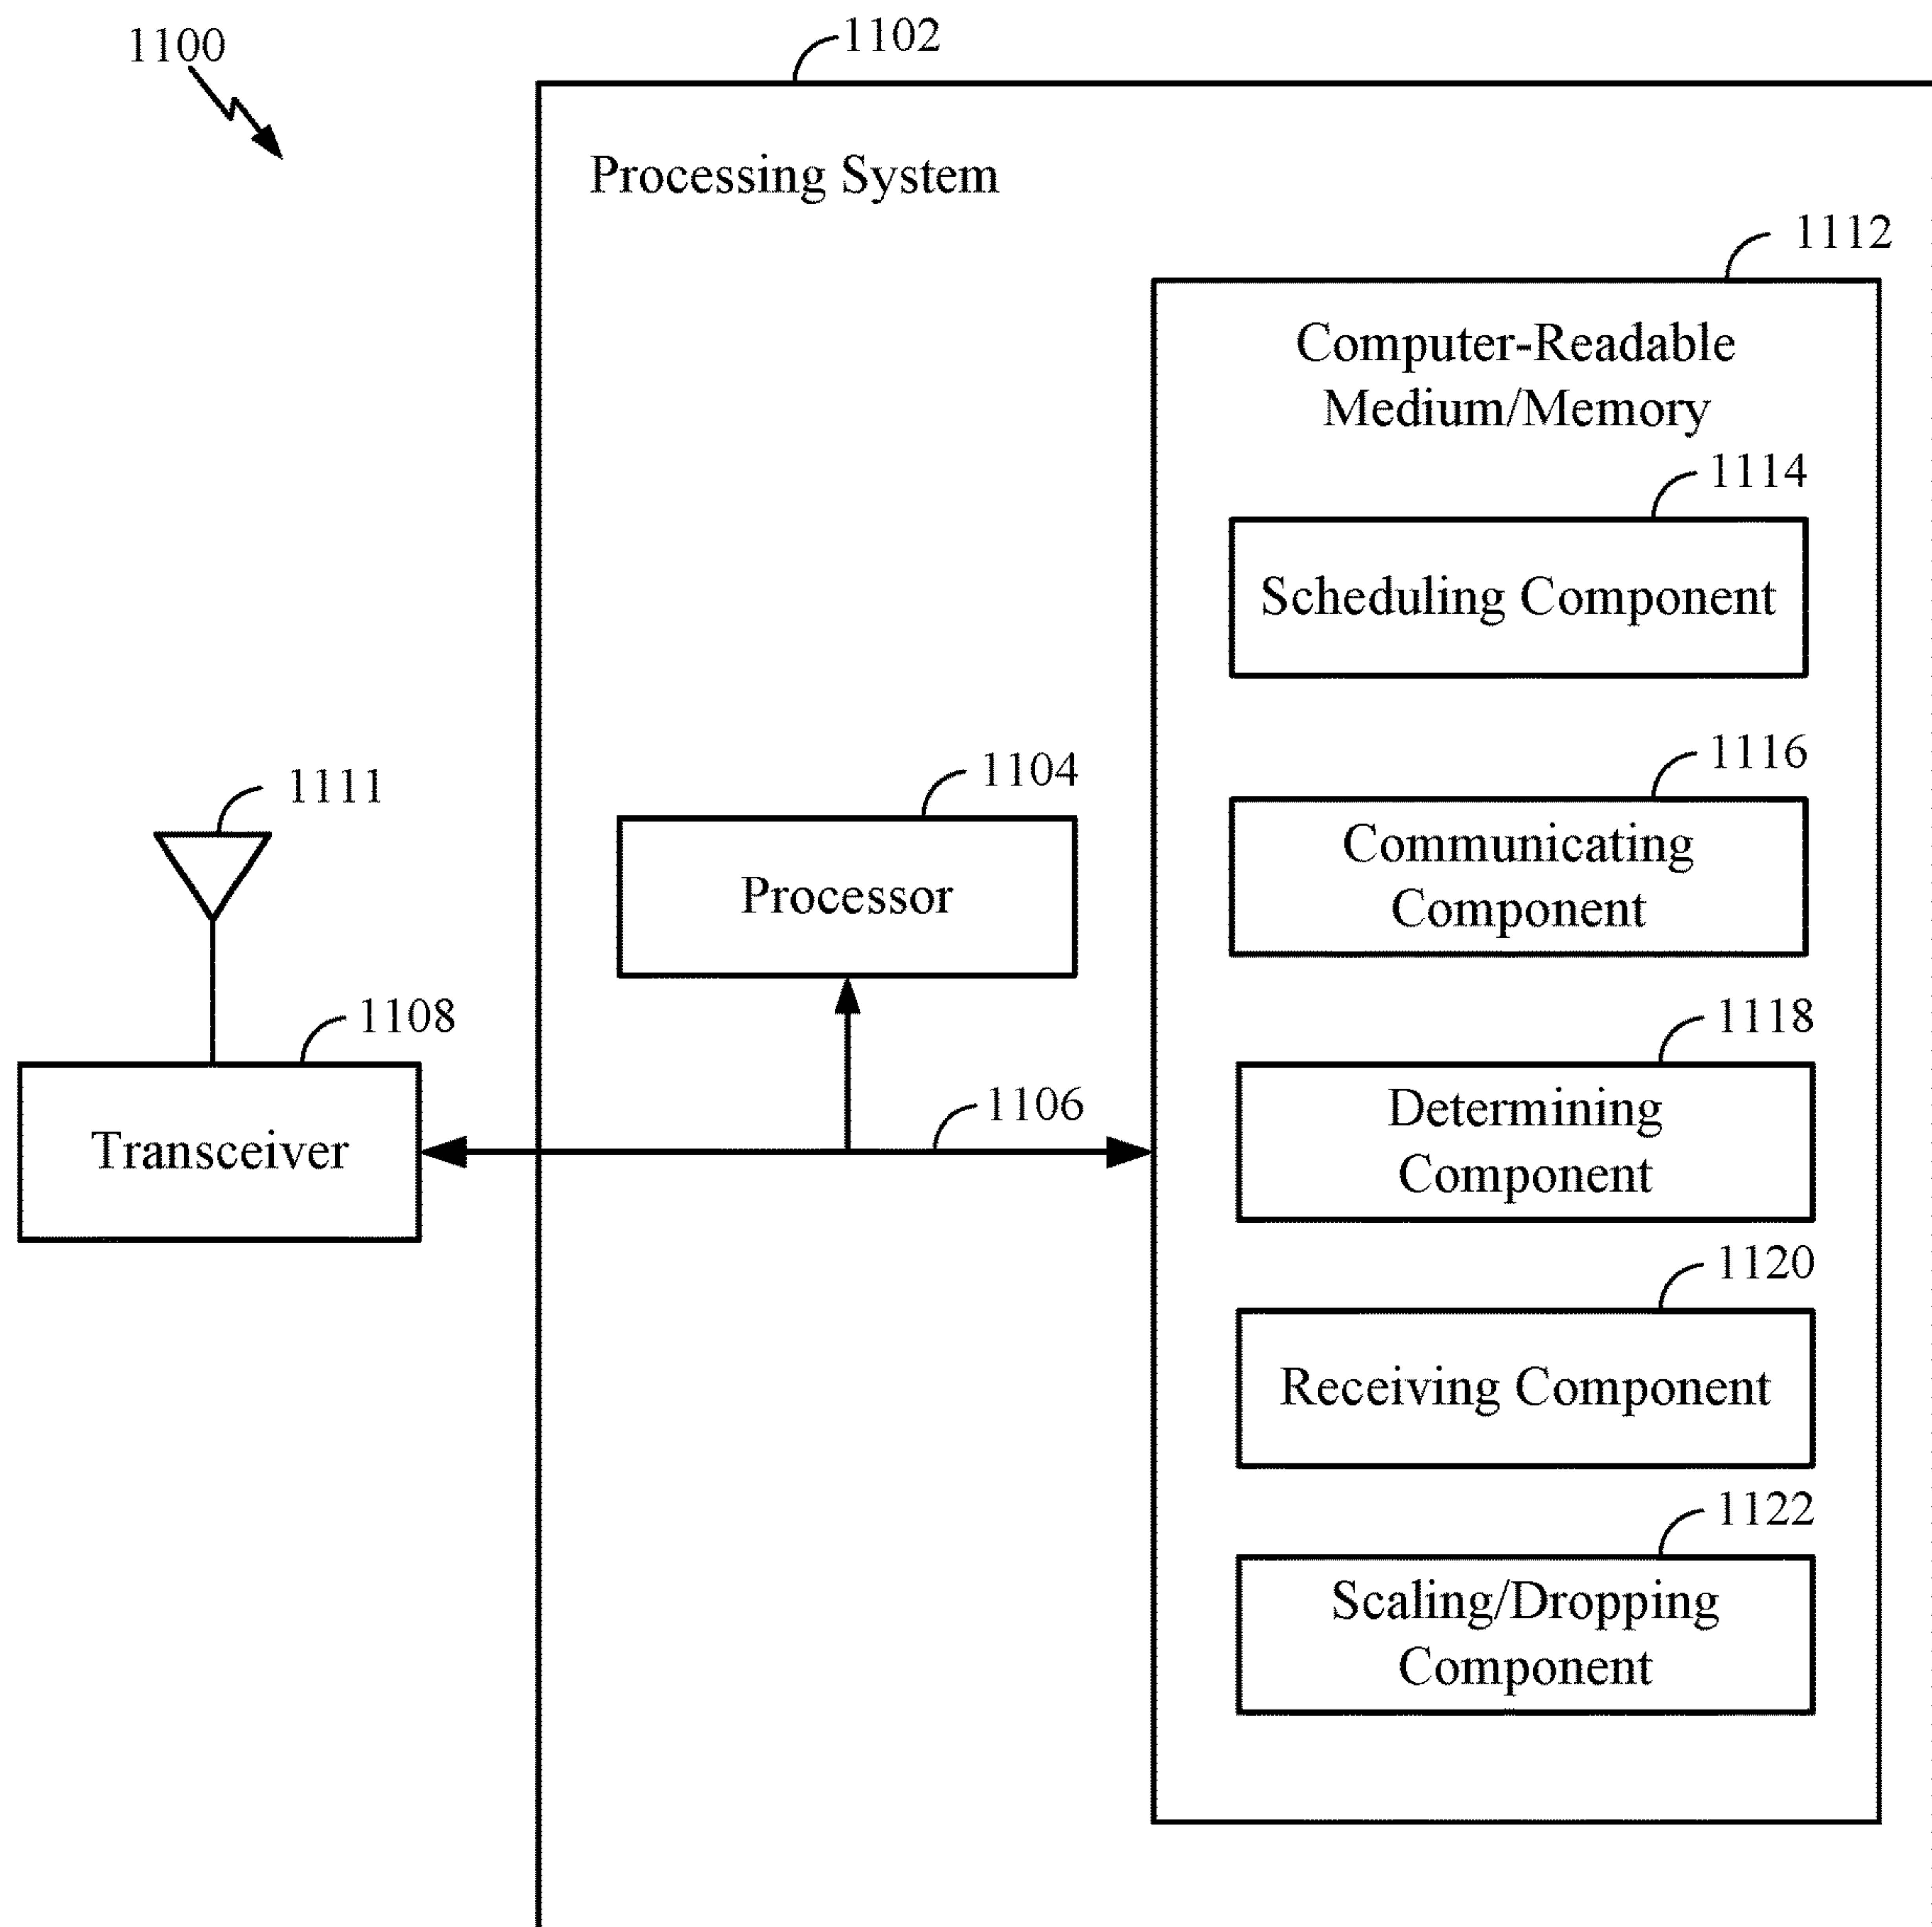 1100
1102
Processing System
1112
Computer-Readable
Medium/Memory
1114
Scheduling Component
1116
Communicating
Component
1104
Processor
1111
1108
Transceiver
1106
1118
Determining
Component
1120
Receiving Component
1122
Scaling/Dropping
Component